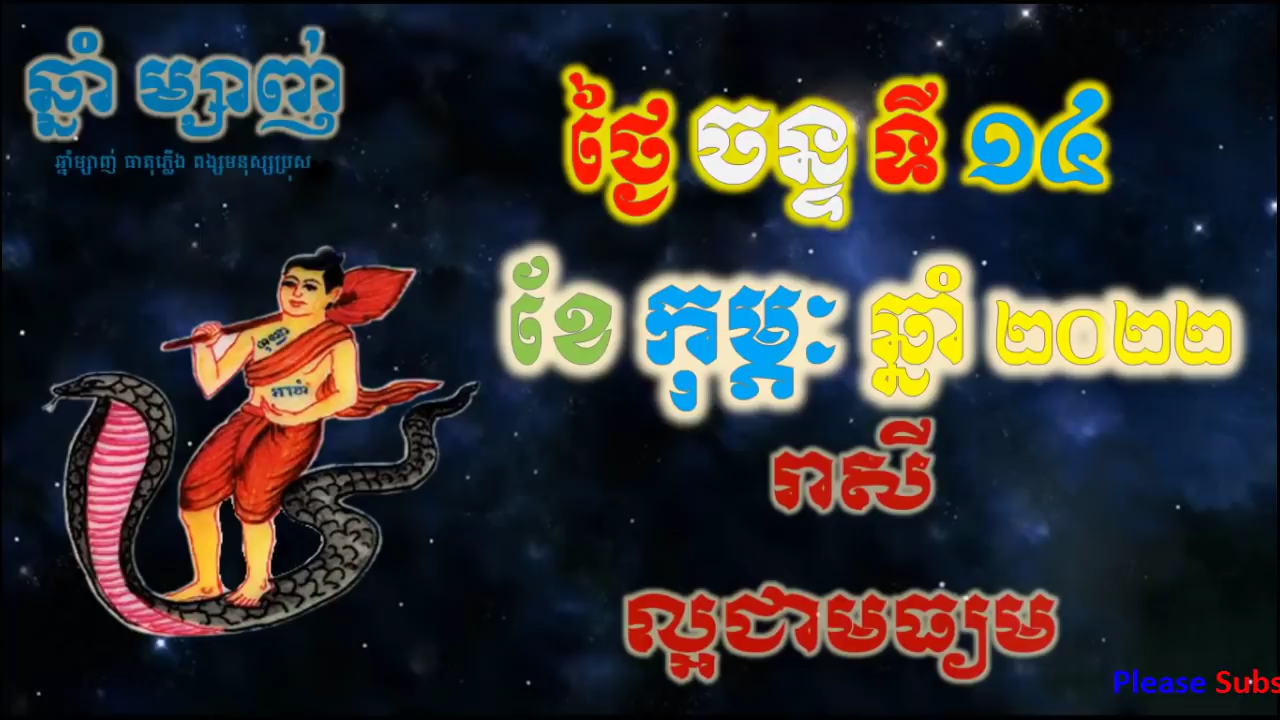 ឆ្នាំ ម្សាញ់
ឆ្នាំម្សាញ់ ធាតុភ្លើង ពង្សមនុស្សប្រុស
ថ្ងៃ ចន្ទ ទី ១៤
ខែ កុម្ភៈ ឆ្នាំ ២០២២
រាសី
ល្អជាមធ្យម
Please Subs